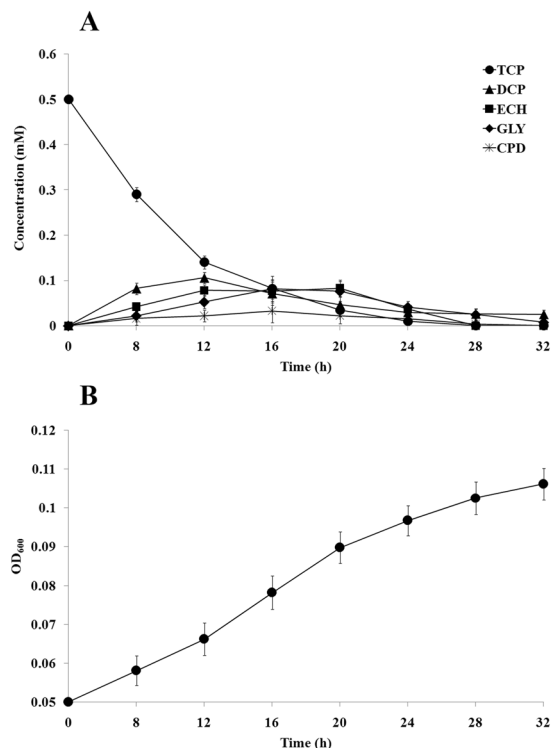 A
0.6
0.5
0.4
0.3
0.2
0.1
0
Concentration (mM)
TCP
DCP
ECH
GLY
CPD
0 8 12 16 20 24 28 32
Time (h)
B
0.12
0.11
0.1
0.09
0.08
0.07
0.06
0.05
OD₆₀₀
0 8 12 16 20 24 28 32
Time (h)